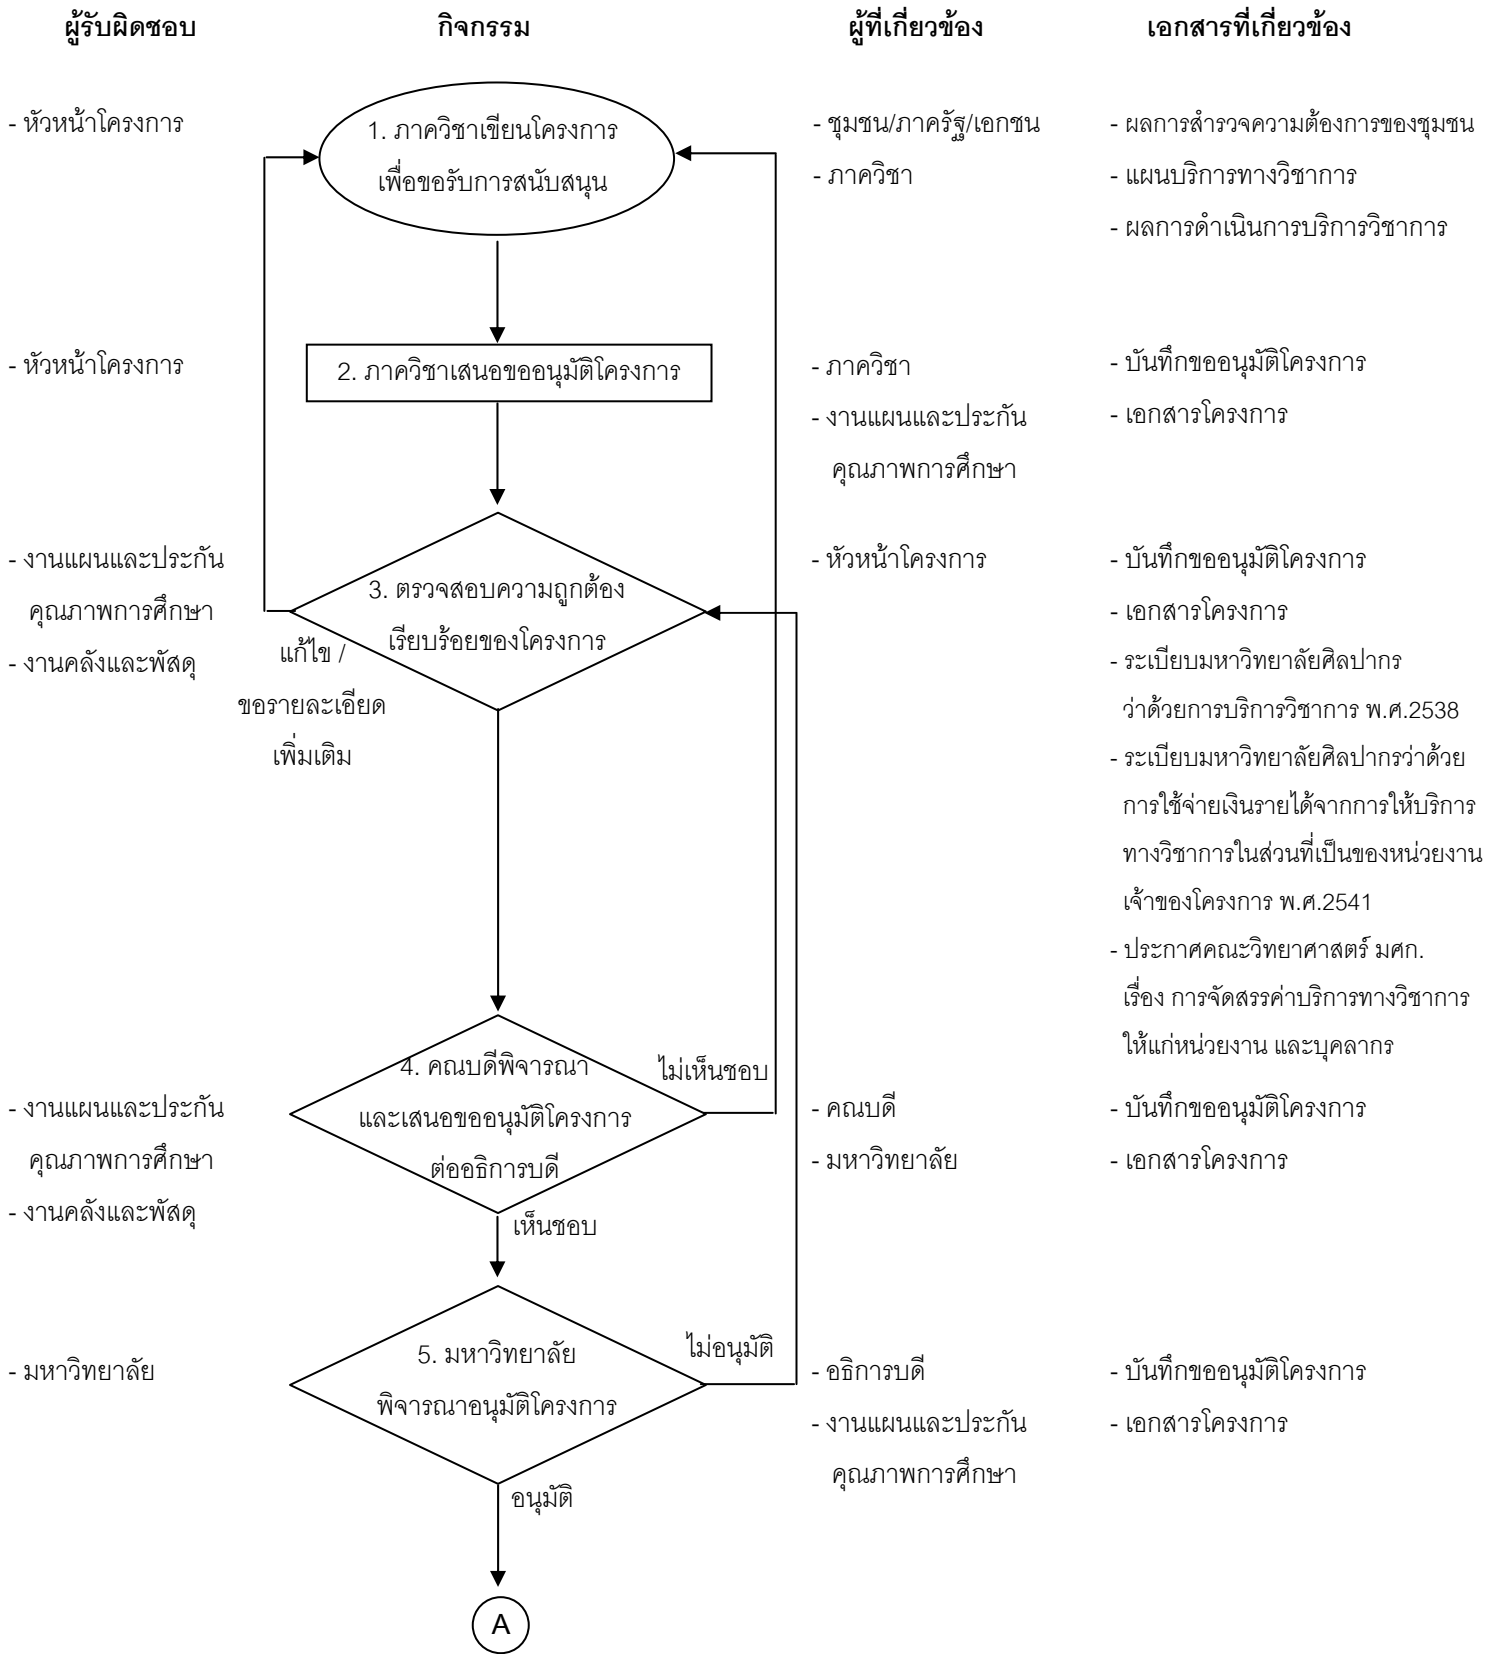 ผู้รับผิดชอบ
กิจกรรม
ผู้ที่เกี่ยวข้อง
เอกสารที่เกี่ยวข้อง
- หัวหน้าโครงการ
1. ภาควิชาเขียนโครงการ
เพื่อขอรับการสนับสนุน
- ชุมชน/ภาครัฐ/เอกชน
- ภาควิชา
- ผลการสำรวจความต้องการของชุมชน
- แผนบริการทางวิชาการ
- ผลการดำเนินการบริการวิชาการ
- หัวหน้าโครงการ
2. ภาควิชาเสนอขออนุมัติโครงการ
- ภาควิชา
- งานแผนและประกัน
คุณภาพการศึกษา
- บันทึกขออนุมัติโครงการ
- เอกสารโครงการ
- งานแผนและประกัน
คุณภาพการศึกษา
- งานคลังและพัสดุ
3. ตรวจสอบความถูกต้อง
เรียบร้อยของโครงการ
แก้ไข /
ขอรายละเอียด
เพิ่มเติม
- หัวหน้าโครงการ
- บันทึกขออนุมัติโครงการ
- เอกสารโครงการ
- ระเบียบมหาวิทยาลัยศิลปากร
ว่าด้วยการบริการวิชาการ พ.ศ.2538
- ระเบียบมหาวิทยาลัยศิลปากรว่าด้วย
การใช้จ่ายเงินรายได้จากการให้บริการ
ทางวิชาการในส่วนที่เป็นของหน่วยงาน
เจ้าของโครงการ พ.ศ.2541
- ประกาศคณะวิทยาศาสตร์ มศก.
เรื่อง การจัดสรรค่าบริการทางวิชาการ
ให้แก่หน่วยงาน และบุคลากร
- งานแผนและประกัน
คุณภาพการศึกษา
- งานคลังและพัสดุ
4. คณบดีพิจารณา
และเสนอขออนุมัติโครงการ
ต่ออธิการบดี
ไม่เห็นชอบ
เห็นชอบ
- คณบดี
- มหาวิทยาลัย
- บันทึกขออนุมัติโครงการ
- เอกสารโครงการ
- มหาวิทยาลัย
5. มหาวิทยาลัย
พิจารณาอนุมัติโครงการ
ไม่อนุมัติ
อนุมัติ
- อธิการบดี
- งานแผนและประกัน
คุณภาพการศึกษา
- บันทึกขออนุมัติโครงการ
- เอกสารโครงการ
A